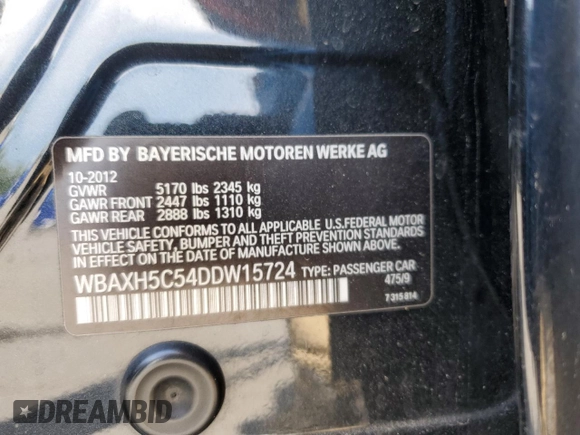 MFD BY BAYERISCHE MOTOREN WERKE AG
10-2012
GVWR 5170 lbs 2345 kg
GAWR FRONT 2447 lbs 1110 kg
GAWR REAR 2888 lbs 1310 kg
THIS VEHICLE CONFORMS TO ALL APPLICABLE U.S.FEDERAL MOTOR
VEHICLE SAFETY, BUMPER AND THEFT PREVENTION STANDARDS
IN EFFECT ON THE DATE OF MANUFACTURE SHOWN ABOVE.
WBAXH5C54DDW15724 TYPE: PASSENGER CAR
475/9
7 315 814
DREAMBID